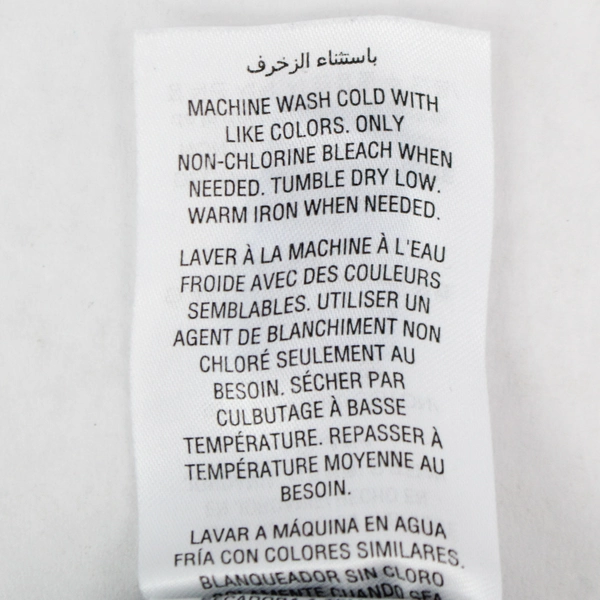 باستثناء الزخرف
MACHINE WASH COLD WITH
LIKE COLORS. ONLY
NON-CHLORINE BLEACH WHEN
NEEDED. TUMBLE DRY LOW.
WARM IRON WHEN NEEDED.
LAVER À LA MACHINE À L'EAU
FROIDE AVEC DES COULEURS
SEMBLABLES. UTILISER UN
AGENT DE BLANCHIMENT NON
CHLORÉ SEULEMENT AU
BESOIN. SÉCHER PAR
CULBUTAGE À BASSE
TEMPÉRATURE. REPASSER À
TEMPÉRATURE MOYENNE AU
BESOIN.
LAVAR A MÁQUINA EN AGUA
FRÍA CON COLORES SIMILARES.
BLANQUEADOR SIN CLORO
SOLAMENTE CUANDO SEA